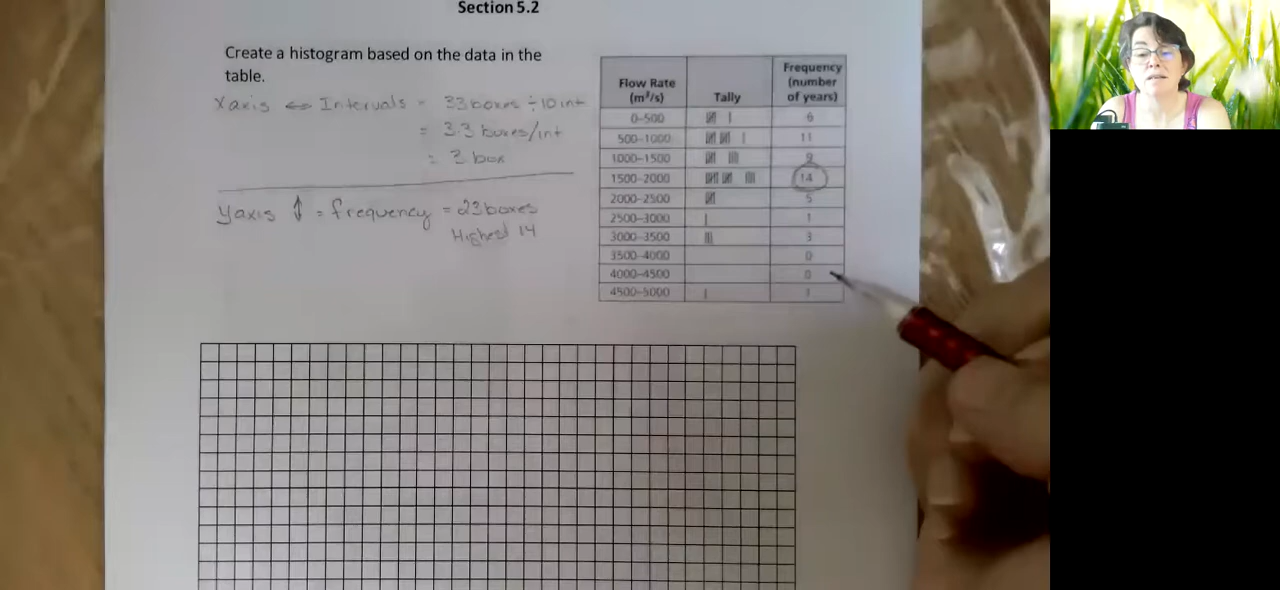 Section 5.2
Create a histogram based on the data in the
table.
X axis ↔ Intervals = 33 boxes ÷ 10 int
= 3.3 boxes/int
= 3 box
y axis ↕ = frequency = 23 boxes
Highest 14
Flow Rate (m³/s) Tally Frequency (number of years)
0–500 6
500–1000 11
1000–1500 9
1500–2000 14
2000–2500 5
2500–3000 1
3000–3500 3
3500–4000 0
4000–4500 0
4500–5000 1